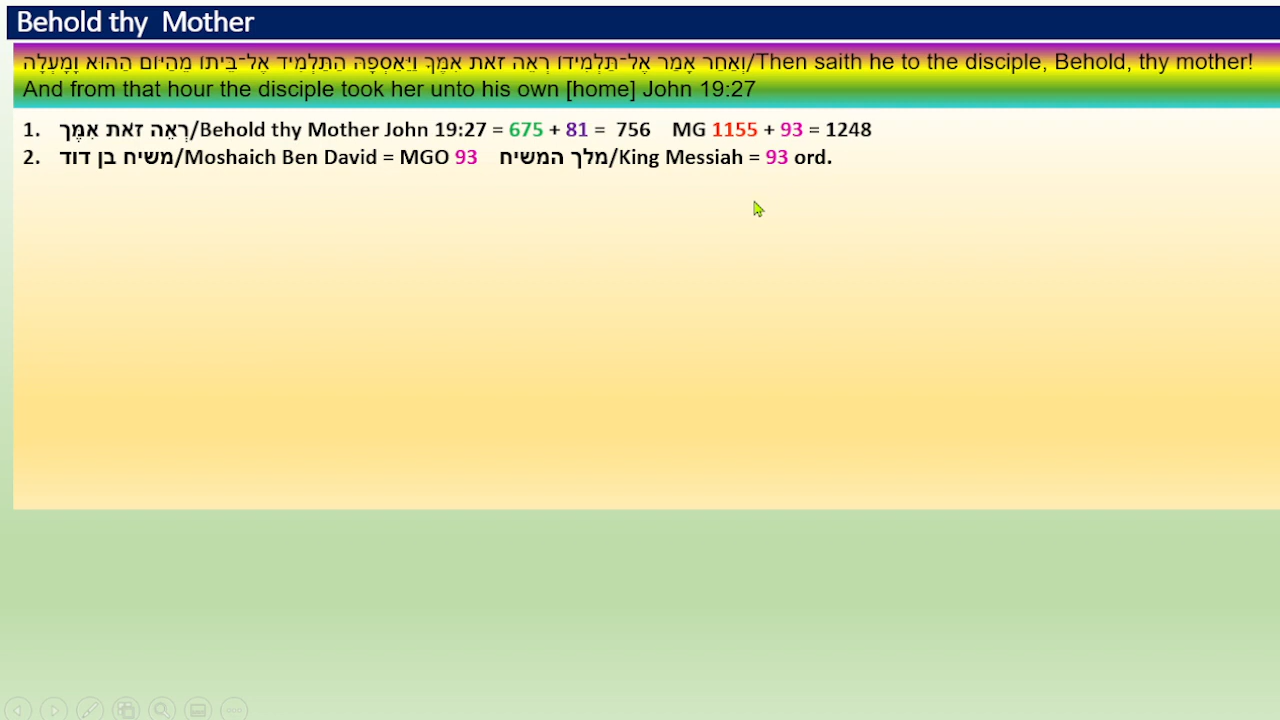 Behold thy Mother
וְאַחַר אָמַר אֶל־תַּלְמִידוֹ רְאֵה זֹאת אִמֶּךָ וַיַּאַסְפָהּ הַתַּלְמִיד אֶל־בֵּיתוֹ מֵהַיּוֹם הַהוּא וָמָעְלָה/Then saith he to the disciple, Behold, thy mother!
And from that hour the disciple took her unto his own [home] John 19:27
1. רְאֵה זֹאת אִמֶּךָ/Behold thy Mother John 19:27 = 675 + 81 = 756 MG 1155 + 93 = 1248
2. משיח בן דוד/Moshaich Ben David = MGO 93 מלך המשיח/King Messiah = 93 ord.